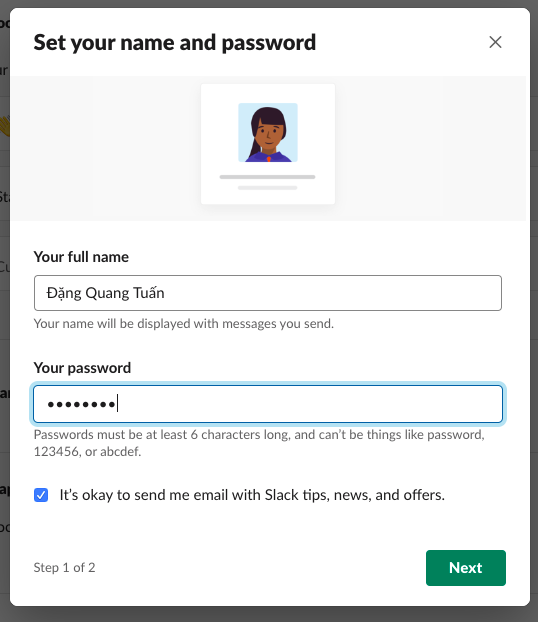 Set your name and password
Your full name
Đặng Quang Tuấn
Your name will be displayed with messages you send.
Your password
••••••••
Passwords must be at least 6 characters long, and can't be things like password,
123456, or abcdef.
It's okay to send me email with Slack tips, news, and offers.
Step 1 of 2
Next